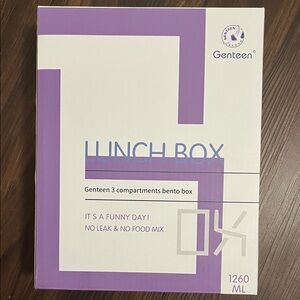 Genteen®
LUNCH BOX
Genteen 3 compartments bento box
IT S A FUNNY DAY!
NO LEAK & NO FOOD MIX
1260
ML